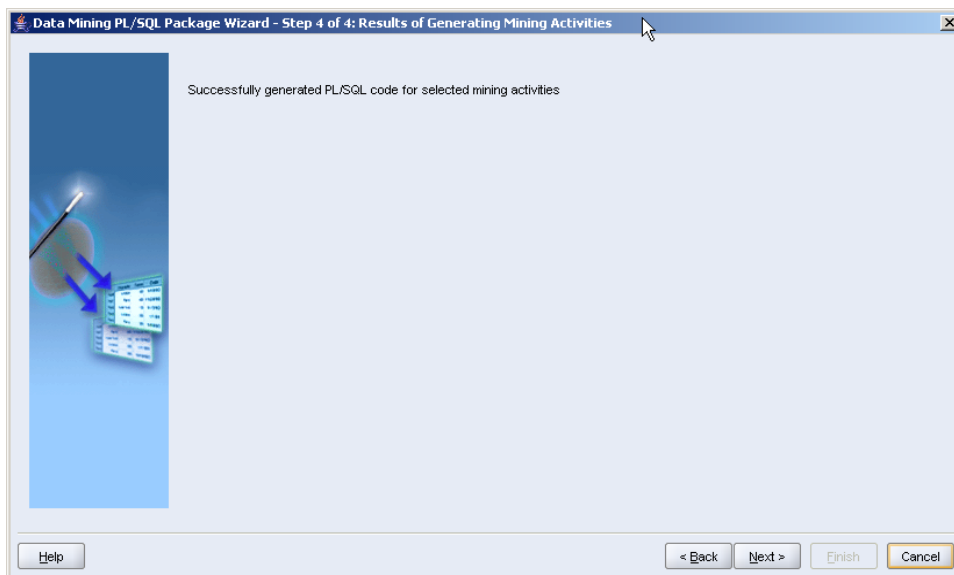 Data Mining PL/SQL Package Wizard - Step 4 of 4: Results of Generating Mining Activities
Successfully generated PL/SQL code for selected mining activities
Help
< Back
Next >
Finish
Cancel